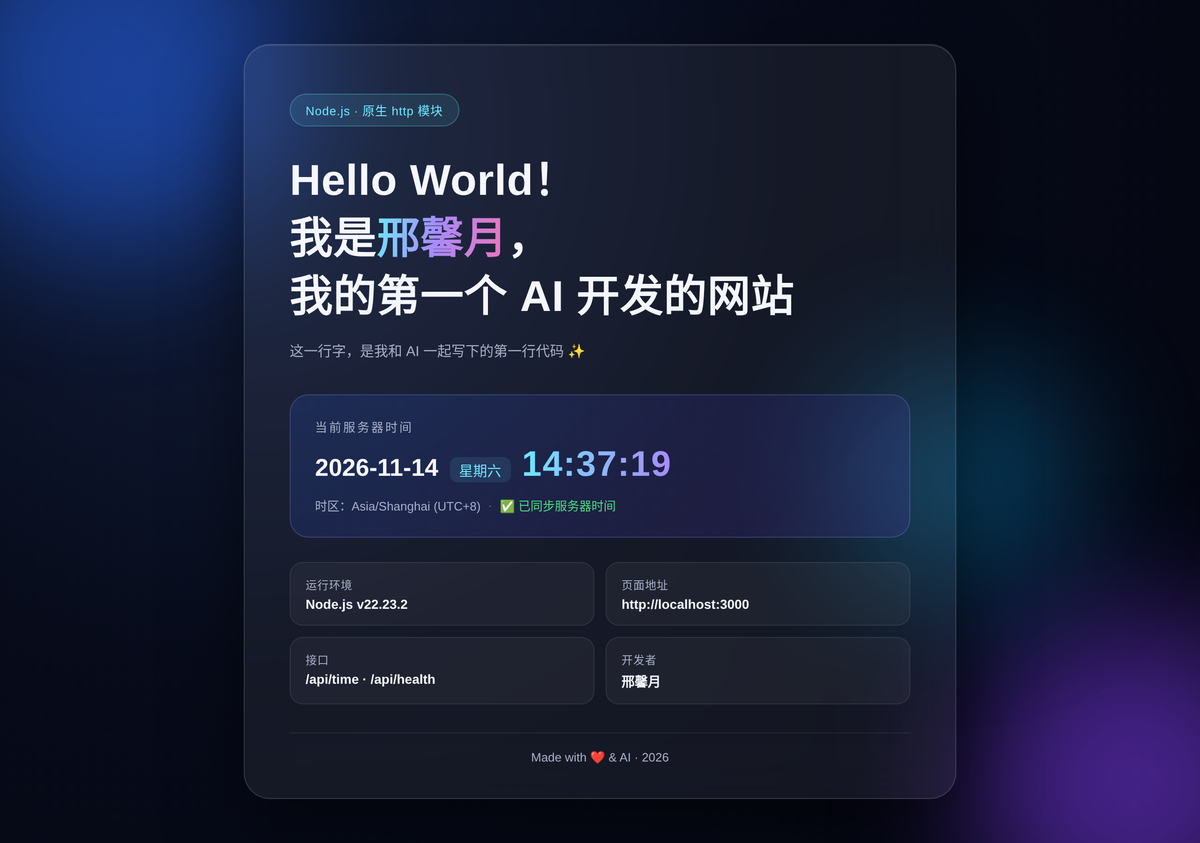 Node.js · 原生 http 模块
Hello World！
我是邢馨月，
我的第一个 AI 开发的网站
这一行字，是我和 AI 一起写下的第一行代码 ✨
当前服务器时间
2026-11-14 星期六 14:37:19
时区：Asia/Shanghai (UTC+8) · ✅ 已同步服务器时间
运行环境
Node.js v22.23.2
页面地址
http://localhost:3000
接口
/api/time · /api/health
开发者
邢馨月
Made with ❤️ & AI · 2026